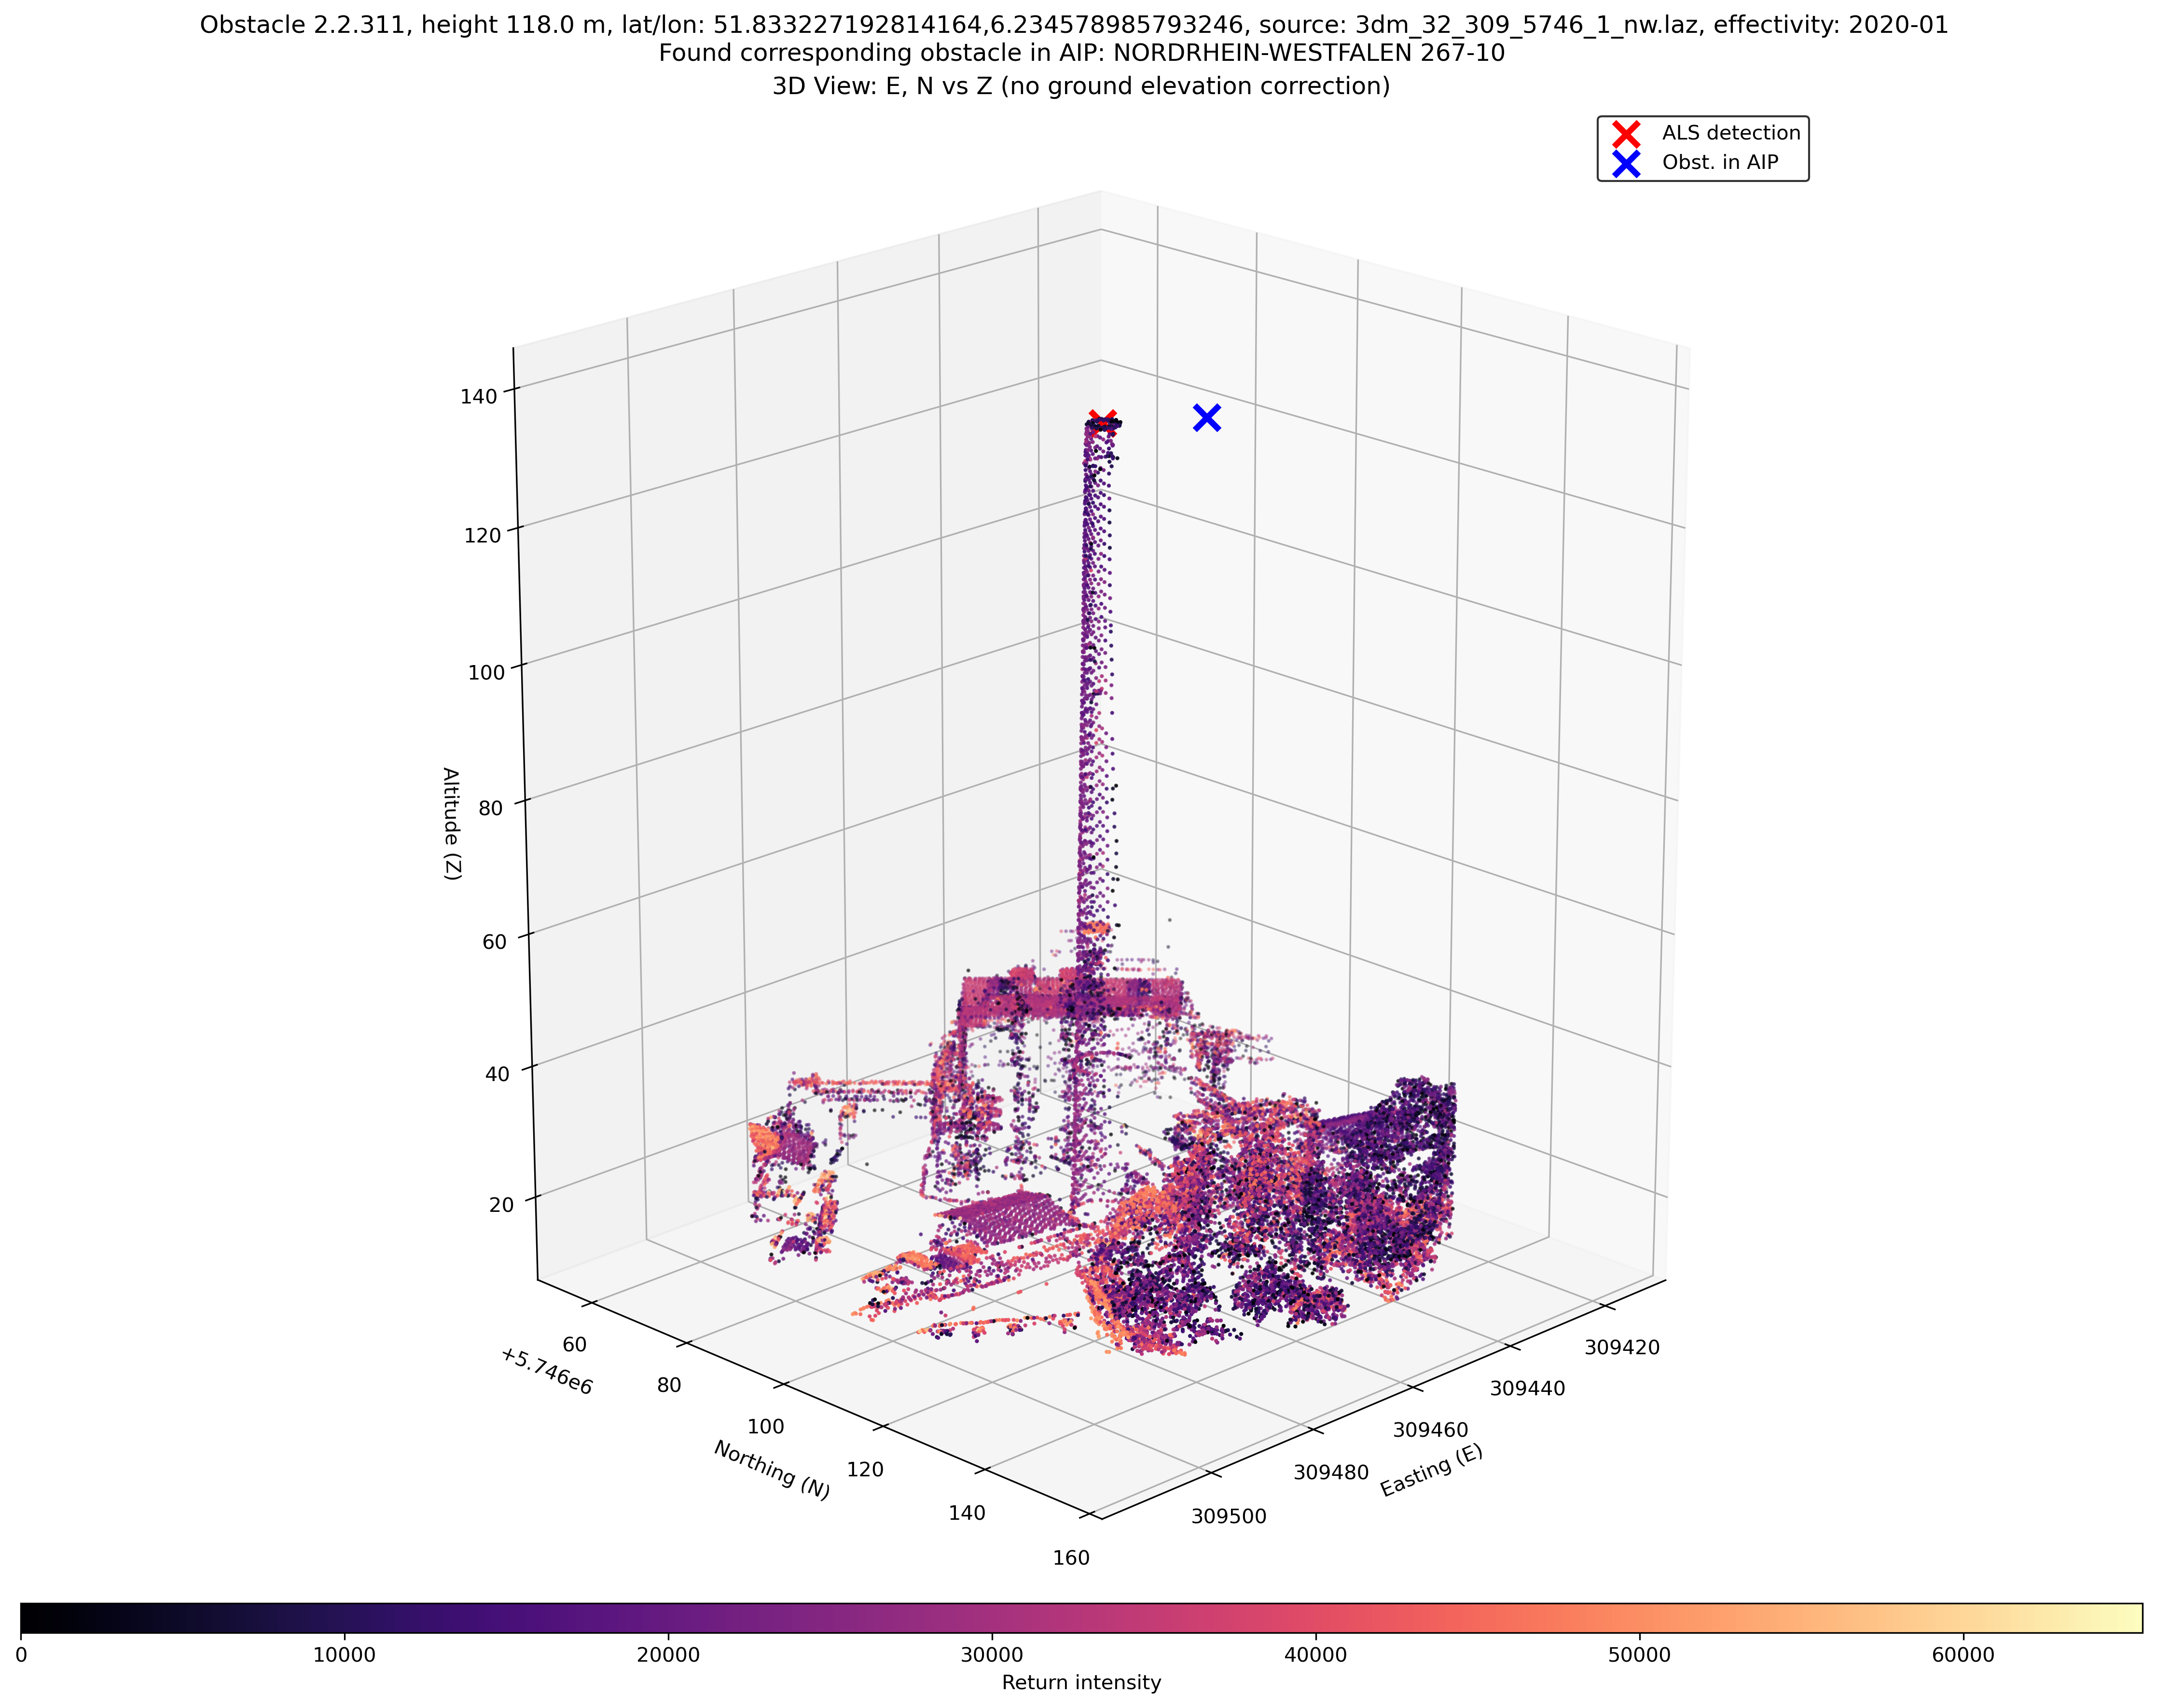 Obstacle 2.2.311, height 118.0 m, lat/lon: 51.833227192814164,6.234578985793246, source: 3dm_32_309_5746_1_nw.laz, effectivity: 2020-01
Found corresponding obstacle in AIP: NORDRHEIN-WESTFALEN 267-10
3D View: E, N vs Z (no ground elevation correction)
ALS detection
Obst. in AIP
140
120
100
80
60
40
20
Altitude (Z)
60
80
100
120
140
160
+5.746e6
Northing (N)
309420
309440
309460
309480
309500
Easting (E)
0
10000
20000
30000
40000
50000
60000
Return intensity